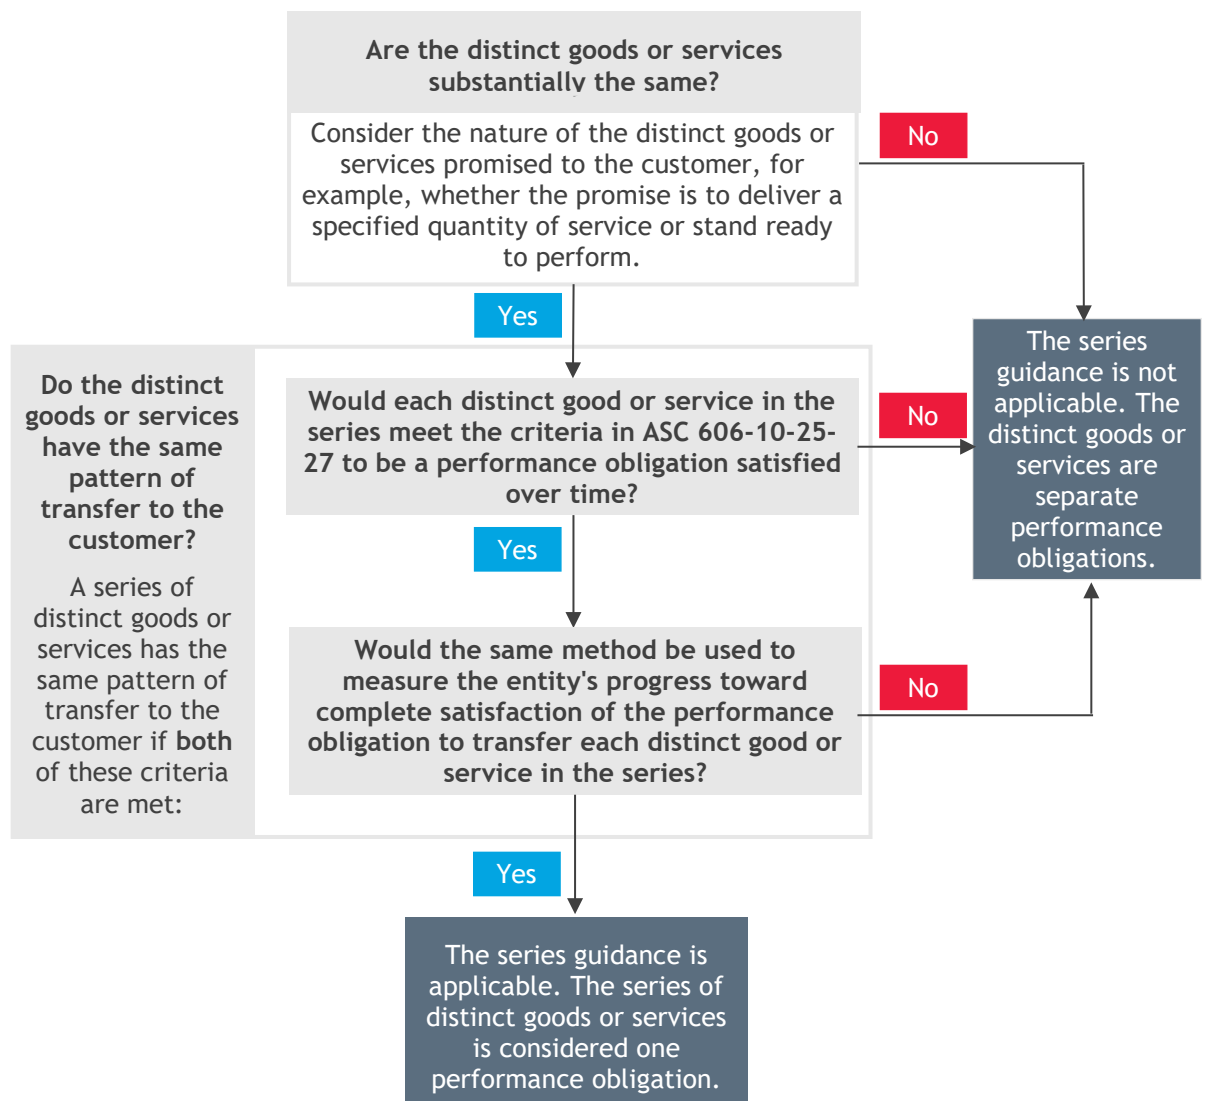 Are the distinct goods or services
substantially the same?
Consider the nature of the distinct goods or
services promised to the customer, for
example, whether the promise is to deliver a
specified quantity of service or stand ready
to perform.
No
Yes
The series
guidance is not
applicable. The
distinct goods or
services are
separate
performance
obligations.
Do the distinct
goods or services
have the same
pattern of
transfer to the
customer?
A series of
distinct goods or
services has the
same pattern of
transfer to the
customer if both
of these criteria
are met:
Would each distinct good or service in the
series meet the criteria in ASC 606-10-25-
27 to be a performance obligation satisfied
over time?
No
Yes
Would the same method be used to
measure the entity's progress toward
complete satisfaction of the performance
obligation to transfer each distinct good or
service in the series?
No
Yes
The series guidance is
applicable. The series of
distinct goods or services
is considered one
performance obligation.